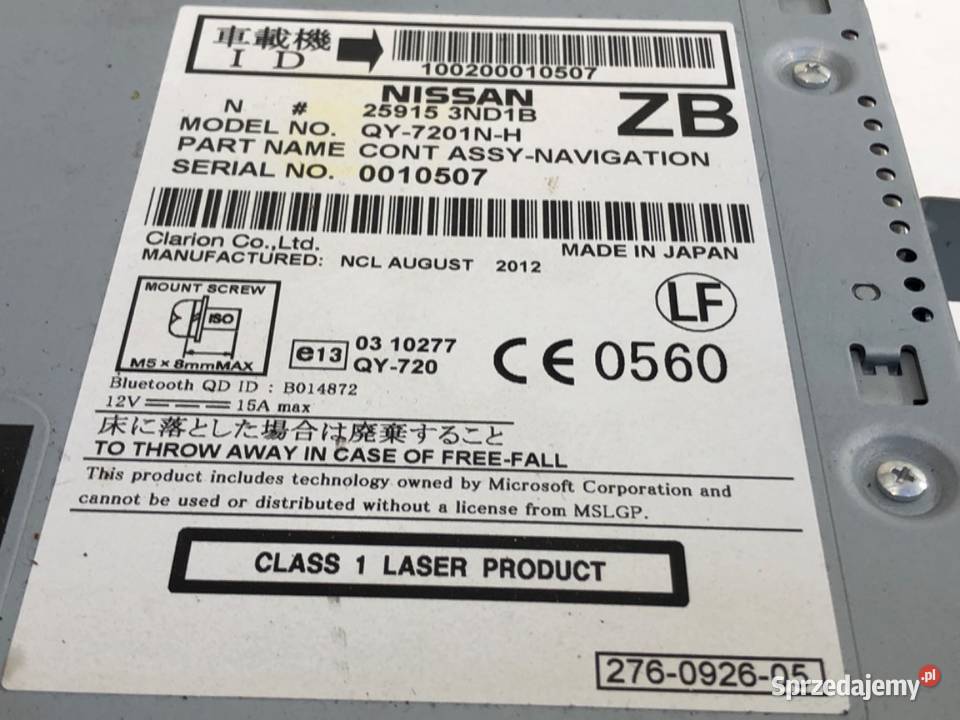 車載機
ID
100200010507
NISSAN
N # 25915 3ND1B
ZB
MODEL NO. QY-7201N-H
PART NAME CONT ASSY-NAVIGATION
SERIAL NO. 0010507
Clarion Co.,Ltd.
MADE IN JAPAN
MANUFACTURED: NCL AUGUST 2012
MOUNT SCREW
ISO
M5×8mmMAX
LF
e13
03 10277
QY-720
CE 0560
Bluetooth QD ID : B014872
12V 15A max
床に落とした場合は廃棄すること
TO THROW AWAY IN CASE OF FREE-FALL
This product includes technology owned by Microsoft Corporation and
cannot be used or distributed without a license from MSLGP.
CLASS 1 LASER PRODUCT
276-0926-05
Sprzedajemy.pl